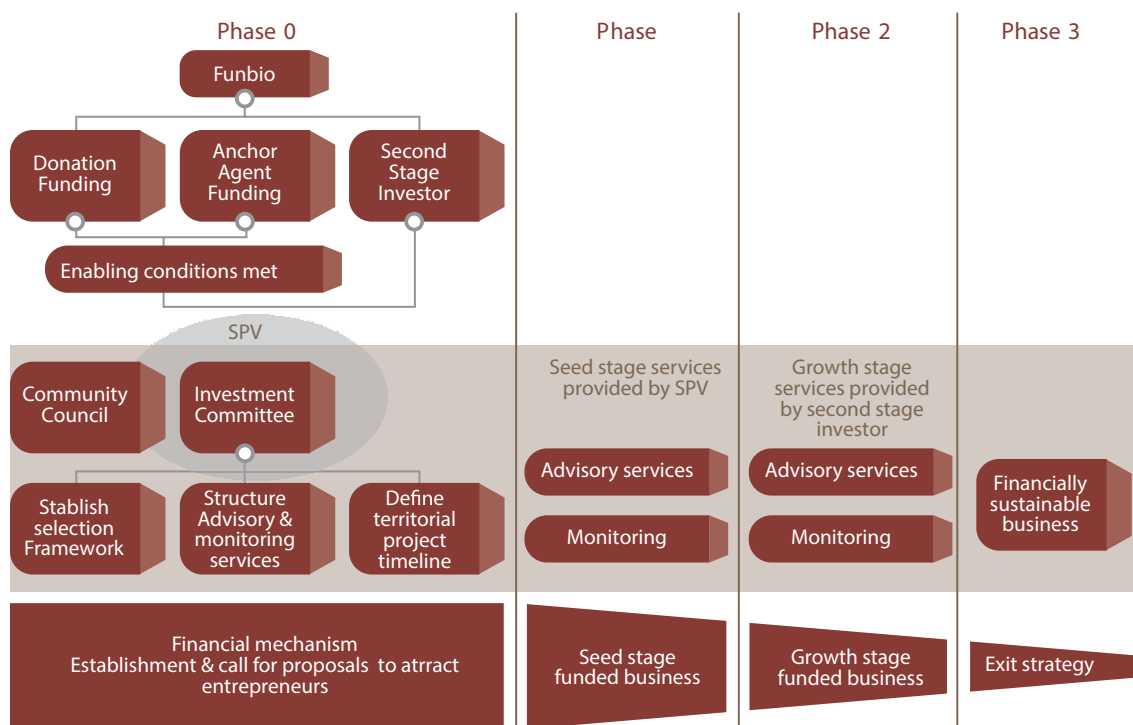 Phase 0
Phase
Phase 2
Phase 3
Funbio
Donation
Funding
Anchor
Agent
Funding
Second
Stage
Investor
Enabling conditions met
SPV
Community
Council
Investment
Committee
Stablish
selection
Framework
Structure
Advisory &
monitoring
services
Define
territorial
project
timeline
Seed stage services
provided by SPV
Advisory services
Monitoring
Growth stage
services provided
by second stage
investor
Advisory services
Monitoring
Financially
sustainable
business
Financial mechanism
Establishment & call for proposals to atrract
entrepreneurs
Seed stage
funded business
Growth stage
funded business
Exit strategy